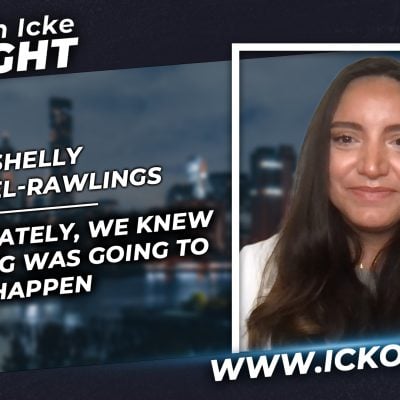 n Icke
GHT
SHELLY
EL-RAWLINGS
ATELY, WE KNEW
G WAS GOING TO
HAPPEN
WWW.ICKO